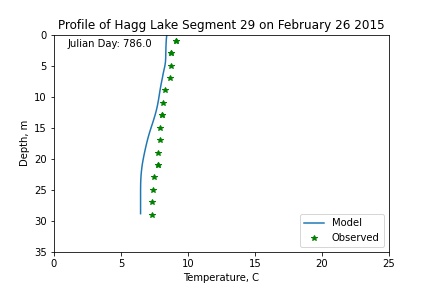 Profile of Hagg Lake Segment 29 on February 26 2015
Julian Day: 786.0
0
5
10
15
20
25
30
35
Depth, m
0
5
10
15
20
25
Temperature, C
Model
Observed